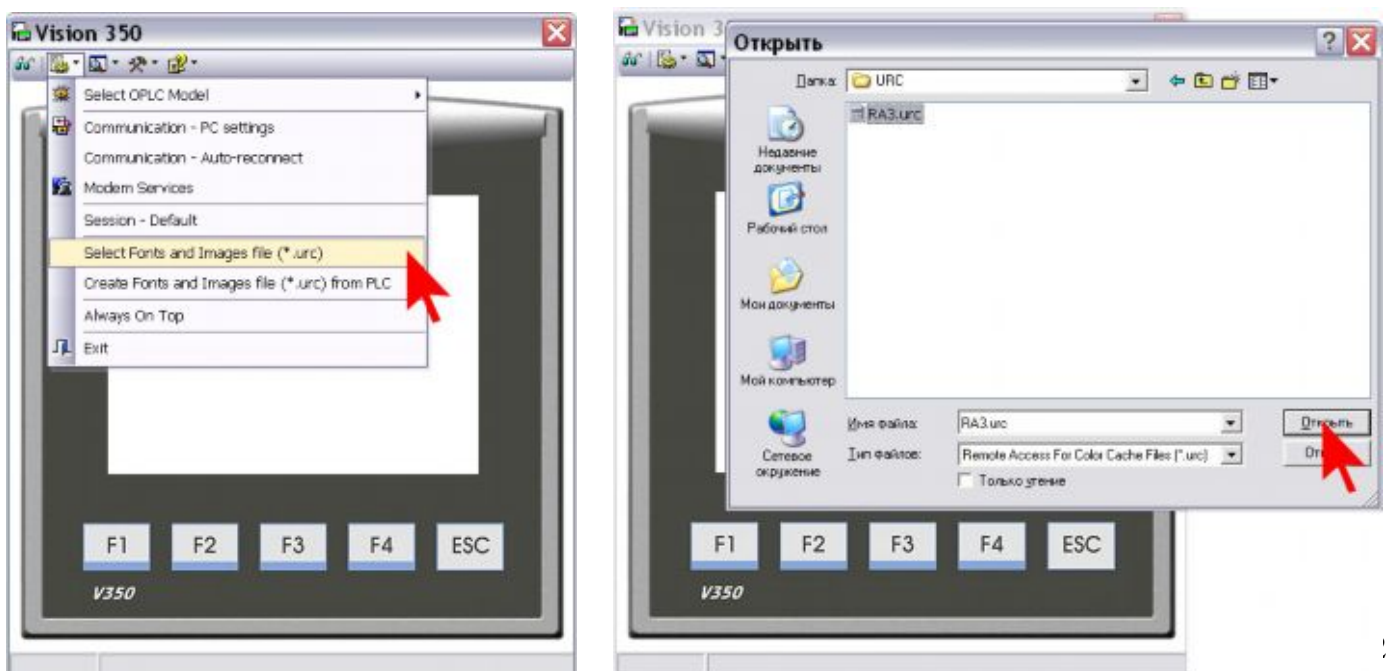 Vision 350
Select OPLC Model
Communication - PC settings
Communication - Auto-reconnect
Modem Services
Session - Default
Select Fonts and Images file (*.urc)
Create Fonts and Images file (*.urc) from PLC
Always On Top
Exit
F1 F2 F3 F4 ESC
V350
Vision 3
Открыть
Папка: URC
RA3.urc
Недавние
документы
Рабочий стол
Мои документы
Мой компьютер
Сетевое
окружение
Имя файла: RA3.urc Открыть
Тип файлов: Remote Access For Color Cache Files (*.urc)
Только чтение
F1 F2 F3 F4 ESC
V350